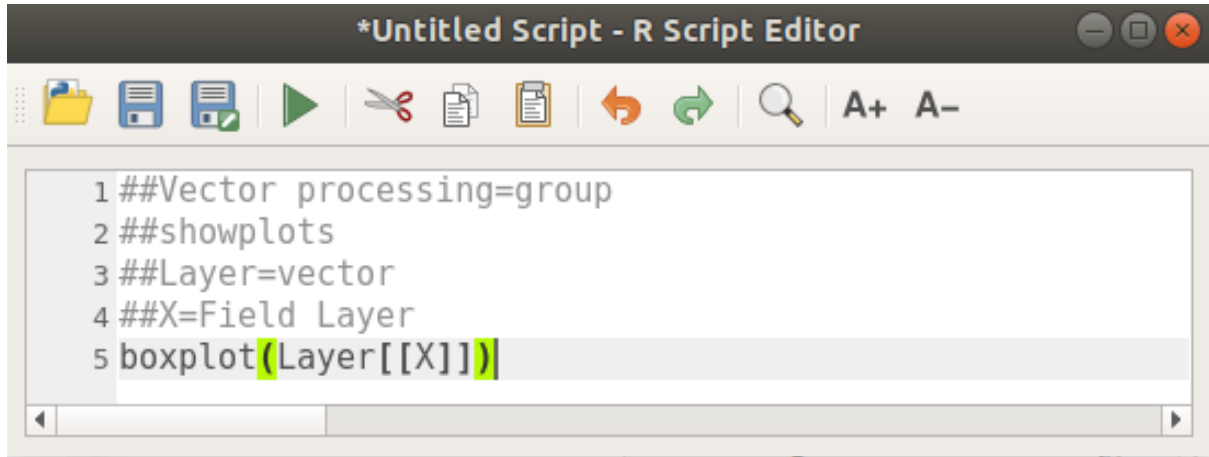 *Untitled Script - R Script Editor
A+ A-
1 ##Vector processing=group
2 ##showplots
3 ##Layer=vector
4 ##X=Field Layer
5 boxplot(Layer[[X]])